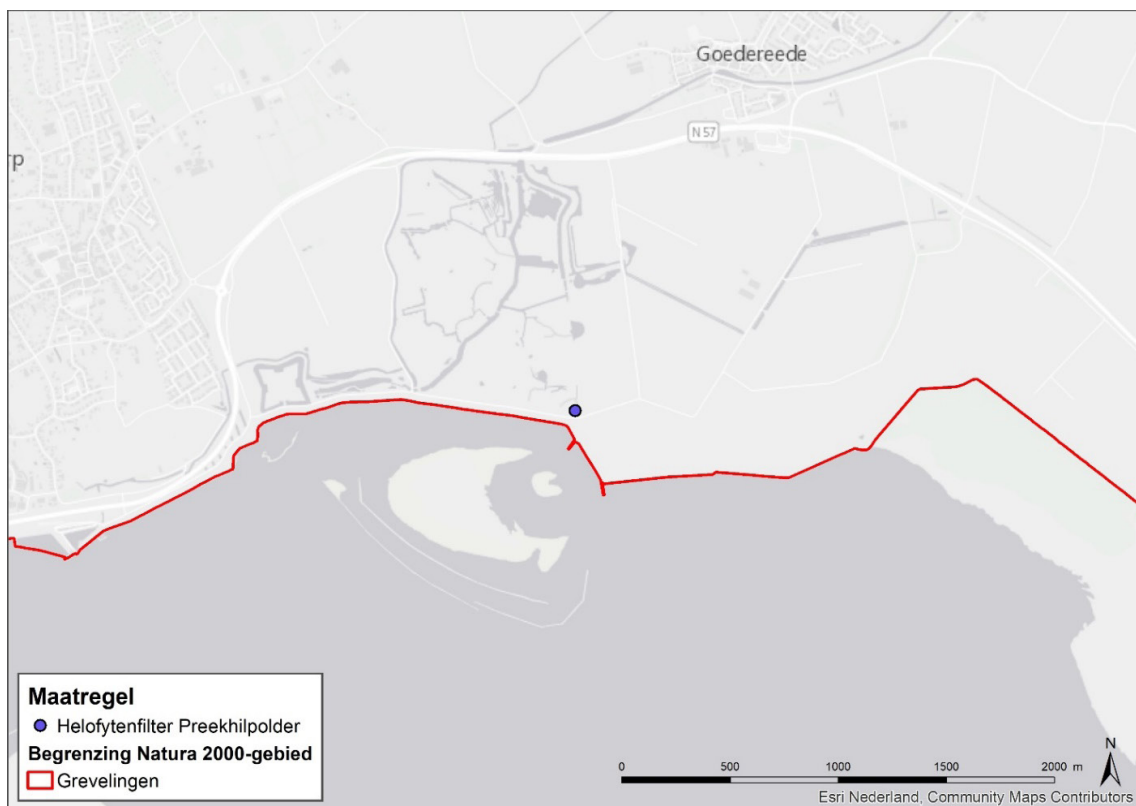 Goedereede
N 57
rp
Maatregel
Helofytenfilter Preekhilpolder
Begrenzing Natura 2000-gebied
Grevelingen
N
0 500 1000 1500 2000 m
Esri Nederland, Community Maps Contributors